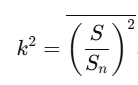 $k^2 = \overline{\left(\frac{S}{S_n}\right)^2}$